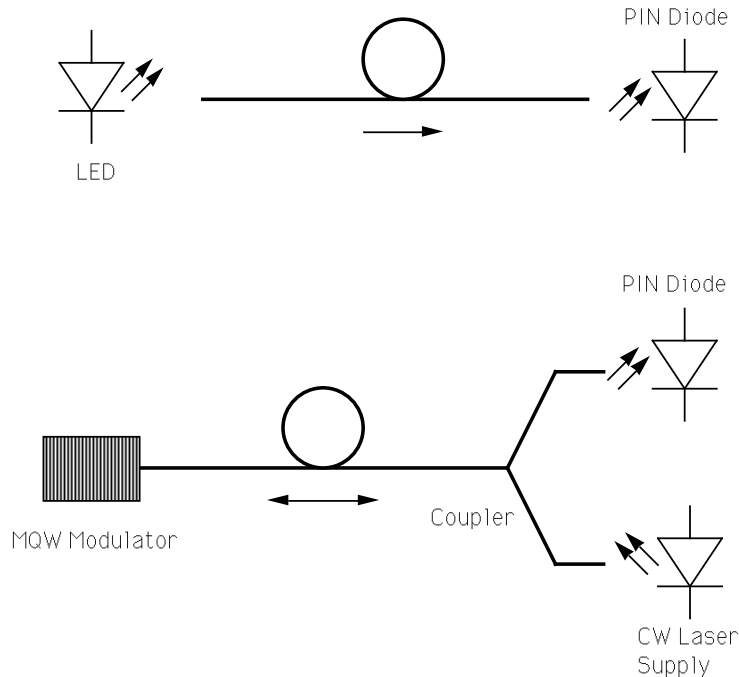 PIN Diode
LED
PIN Diode
Coupler
MQW Modulator
CW Laser
Supply